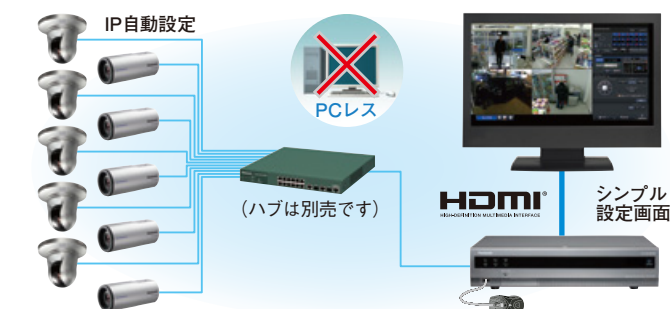 IP自動設定
PCレス
(ハブは別売です)
HDMI®
HIGH-DEFINITION MULTIMEDIA INTERFACE
シンプル
設定画面